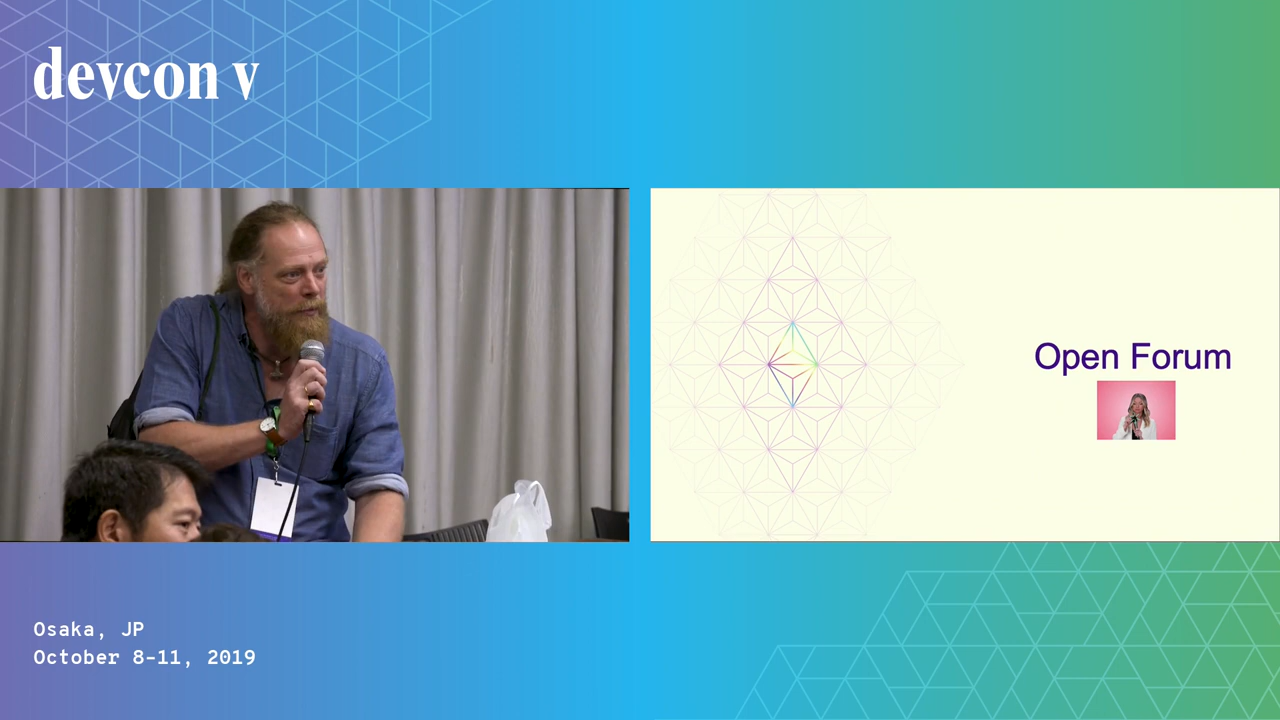 devcon v
Open Forum
Osaka, JP
October 8-11, 2019